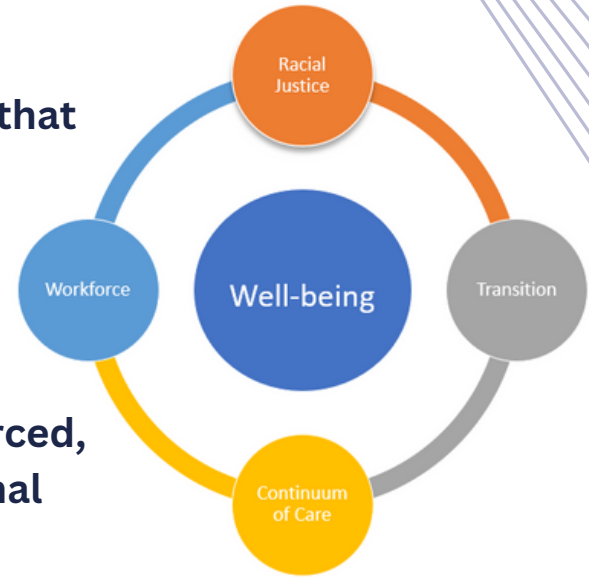 that
rced,
nal
Racial
Justice
Workforce
Well-being
Transition
Continuum
of Care